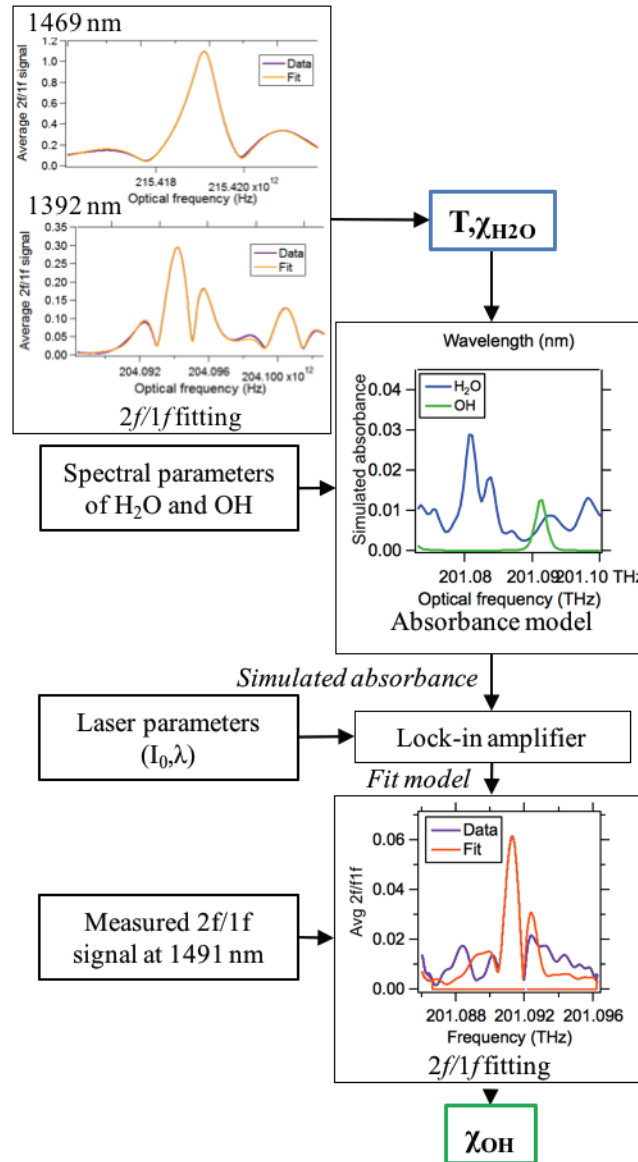 1469 nm
Average 2f/1f signal
1.2
1.0
0.8
0.6
0.4
0.2
0.0
Data
Fit
215.418
215.420 x10¹²
Optical frequency (Hz)
1392 nm
Average 2f/1f signal
0.35
0.30
0.25
0.20
0.15
0.10
0.05
0.00
Data
Fit
204.092
204.096
204.100 x10¹²
Optical frequency (Hz)
2f/1f fitting
T,χH2O
Spectral parameters
of H₂O and OH
Wavelength (nm)
Simulated absorbance
0.04
0.03
0.02
0.01
0.00
H₂O
OH
201.08
201.09
201.10 THz
Optical frequency (THz)
Absorbance model
Simulated absorbance
Laser parameters
(I₀,λ)
Lock-in amplifier
Fit model
Measured 2f/1f
signal at 1491 nm
Avg 2f/f1f
0.06
0.04
0.02
0.00
Data
Fit
201.088
201.092
201.096
Frequency (THz)
2f/1f fitting
χOH